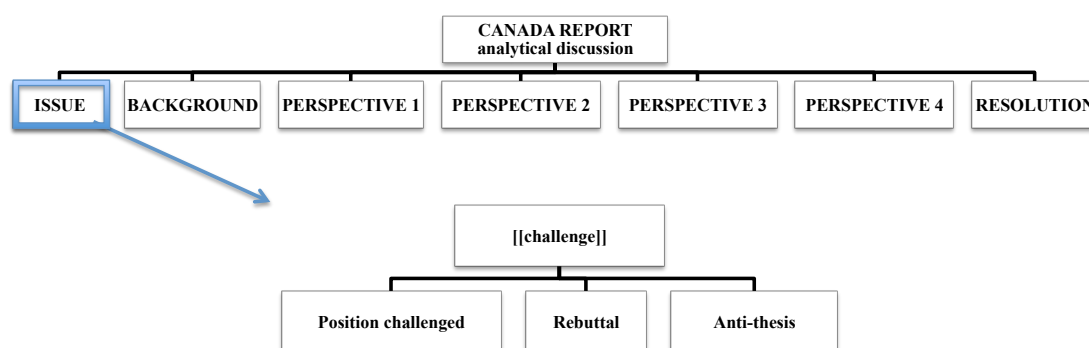 CANADA REPORT
analytical discussion
ISSUE
BACKGROUND
PERSPECTIVE 1
PERSPECTIVE 2
PERSPECTIVE 3
PERSPECTIVE 4
RESOLUTION
[[challenge]]
Position challenged
Rebuttal
Anti-thesis